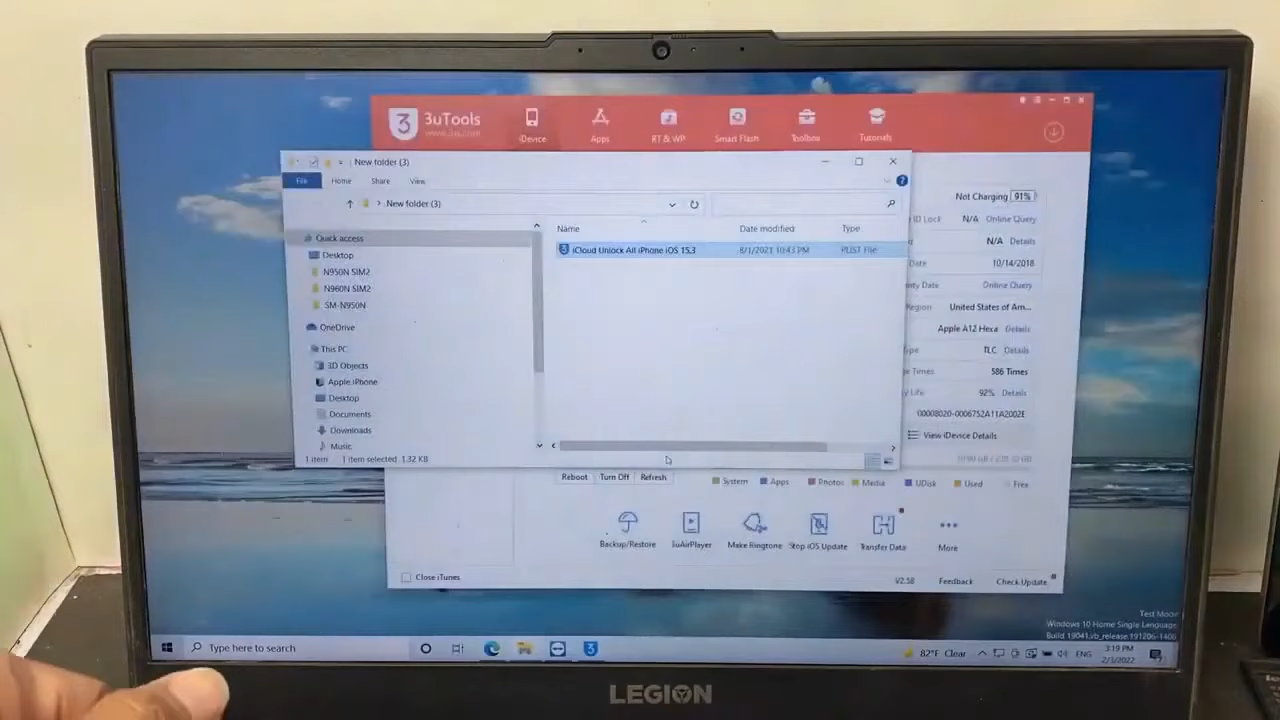 3 3uTools
www.3u.com
iDevice
Apps
RT & WP
Smart Flash
Toolbox
Tutorials
New folder (3)
File Home Share View
New folder (3)
Name Date modified Type
iCloud Unlock All iPhone iOS 15.3 8/1/2021 10:43 PM PLIST File
Quick access
Desktop
N950N SIM2
N960N SIM2
SM-N950N
OneDrive
This PC
3D Objects
Apple iPhone
Desktop
Documents
Downloads
Music
1 item 1 item selected 1.32 KB
Not Charging 91%
ID Lock N/A Online Query
N/A Details
Date 10/14/2018
Date Online Query
Region United States of Am...
Apple A12 Hexa Details
TLC Details
Times 586 Times
Life 92% Details
00008020-0006752A11A2002E
View iDevice Details
Reboot Turn Off Refresh
System Apps Photos Media UDisk Used Free
Backup/Restore 3uAirPlayer Make Ringtone Stop iOS Update Transfer Data More
Close iTunes
V2.58 Feedback Check Update
Test Mode
Windows 10 Home Single Language
Build 19041.vb_release.191206-1406
Type here to search
82°F Clear
ENG
3:19 PM
2/3/2022
LEGION